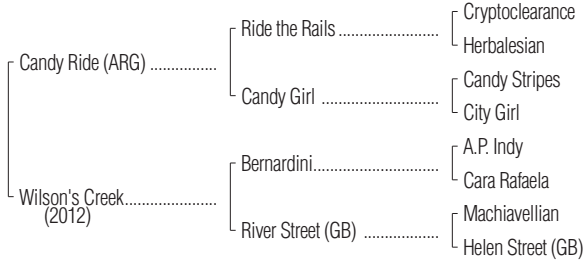 Cryptoclearance
Ride the Rails
Herbalesian
Candy Ride (ARG)
Candy Stripes
Candy Girl
City Girl
A.P. Indy
Bernardini
Cara Rafaela
Wilson's Creek
(2012)
Machiavellian
River Street (GB)
Helen Street (GB)